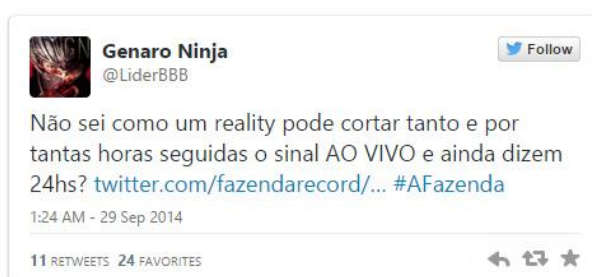 Genaro Ninja
@LiderBBB
Follow
Não sei como um reality pode cortar tanto e por
tantas horas seguidas o sinal AO VIVO e ainda dizem
24hs? twitter.com/fazendarecord/... #AFazenda
1:24 AM - 29 Sep 2014
11 RETWEETS 24 FAVORITES